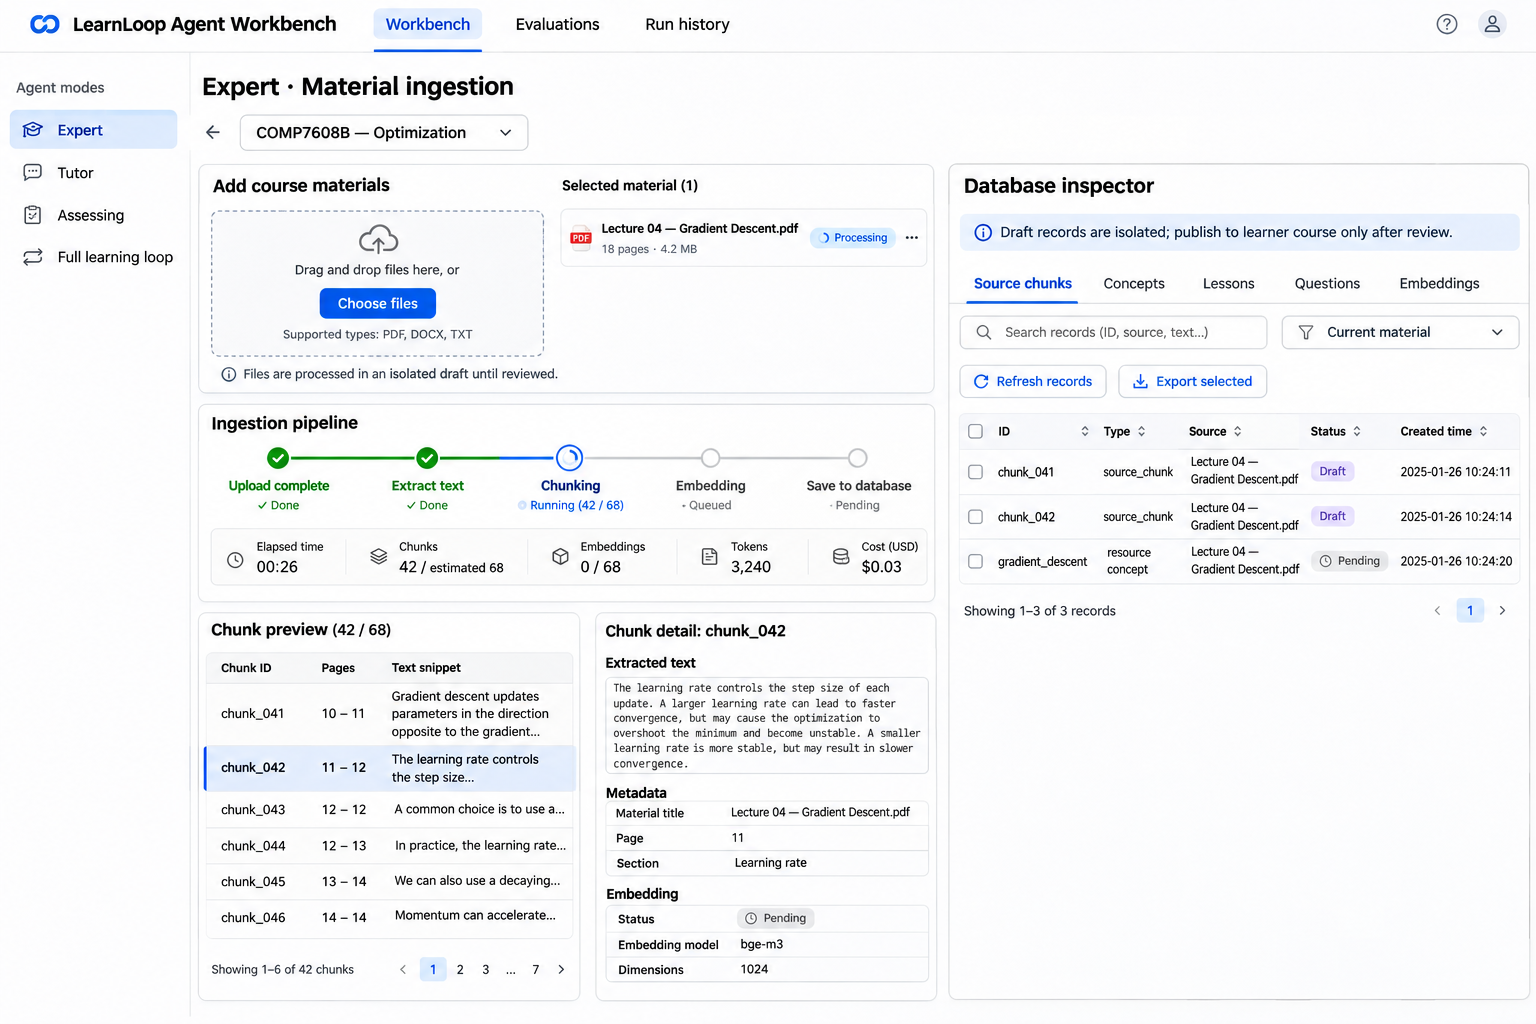 LearnLoop Agent Workbench
Workbench
Evaluations
Run history
Agent modes
Expert
Tutor
Assessing
Full learning loop
Expert · Material ingestion
COMP7608B — Optimization
Add course materials
Drag and drop files here, or
Choose files
Supported types: PDF, DOCX, TXT
Files are processed in an isolated draft until reviewed.
Selected material (1)
PDF
Lecture 04 — Gradient Descent.pdf
18 pages · 4.2 MB
Processing
Ingestion pipeline
Upload complete
Done
Extract text
Done
Chunking
Running (42 / 68)
Embedding
• Queued
Save to database
· Pending
Elapsed time
00:26
Chunks
42 / estimated 68
Embeddings
0 / 68
Tokens
3,240
Cost (USD)
$0.03
Chunk preview (42 / 68)
Chunk ID Pages Text snippet
chunk_041 10 – 11 Gradient descent updates
parameters in the direction
opposite to the gradient...
chunk_042 11 – 12 The learning rate controls
the step size...
chunk_043 12 – 12 A common choice is to use a...
chunk_044 12 – 13 In practice, the learning rate...
chunk_045 13 – 14 We can also use a decaying...
chunk_046 14 – 14 Momentum can accelerate...
Showing 1–6 of 42 chunks
1 2 3 ... 7
Chunk detail: chunk_042
Extracted text
The learning rate controls the step size of each
update. A larger learning rate can lead to faster
convergence, but may cause the optimization to
overshoot the minimum and become unstable. A smaller
learning rate is more stable, but may result in slower
convergence.
Metadata
Material title Lecture 04 — Gradient Descent.pdf
Page 11
Section Learning rate
Embedding
Status Pending
Embedding model bge-m3
Dimensions 1024
Database inspector
Draft records are isolated; publish to learner course only after review.
Source chunks
Concepts
Lessons
Questions
Embeddings
Search records (ID, source, text...)
Current material
Refresh records
Export selected
ID Type Source Status Created time
chunk_041 source_chunk Lecture 04 —
Gradient Descent.pdf Draft 2025-01-26 10:24:11
chunk_042 source_chunk Lecture 04 —
Gradient Descent.pdf Draft 2025-01-26 10:24:14
gradient_descent resource
concept Lecture 04 —
Gradient Descent.pdf Pending 2025-01-26 10:24:20
Showing 1–3 of 3 records
1